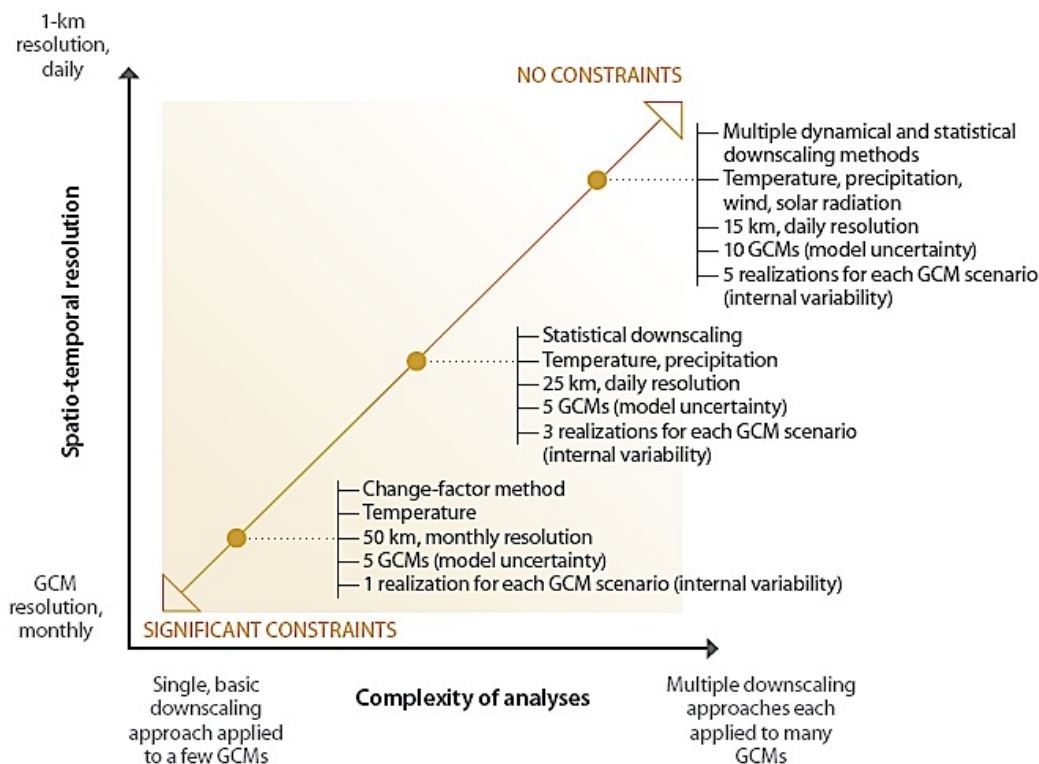 1-km
resolution,
daily
NO CONSTRAINTS
Multiple dynamical and statistical
downscaling methods
Temperature, precipitation,
wind, solar radiation
15 km, daily resolution
10 GCMs (model uncertainty)
5 realizations for each GCM scenario
(internal variability)
Spatio-temporal resolution
Statistical downscaling
Temperature, precipitation
25 km, daily resolution
5 GCMs (model uncertainty)
3 realizations for each GCM scenario
(internal variability)
Change-factor method
Temperature
50 km, monthly resolution
5 GCMs (model uncertainty)
1 realization for each GCM scenario (internal variability)
GCM
resolution,
monthly
SIGNIFICANT CONSTRAINTS
Single, basic
downscaling
approach applied
to a few GCMs
Complexity of analyses
Multiple downscaling
approaches each
applied to many
GCMs